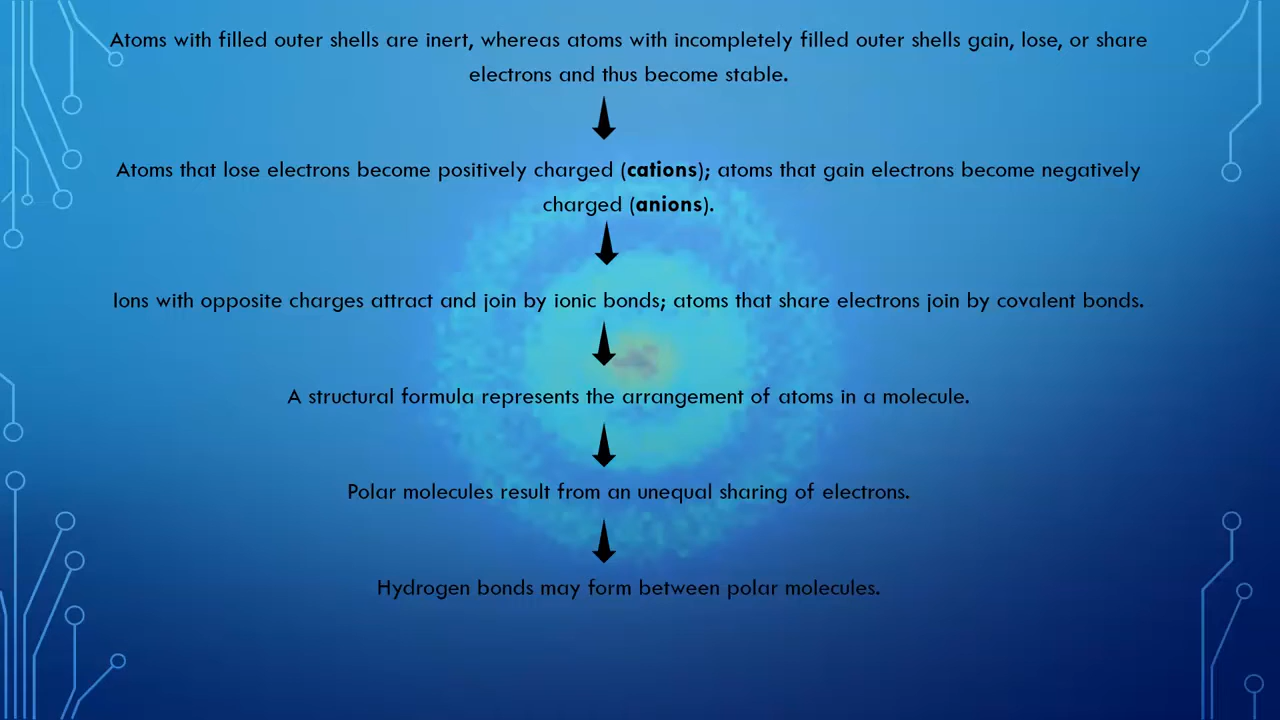 Atoms with filled outer shells are inert, whereas atoms with incompletely filled outer shells gain, lose, or share
electrons and thus become stable.
Atoms that lose electrons become positively charged (cations); atoms that gain electrons become negatively
charged (anions).
Ions with opposite charges attract and join by ionic bonds; atoms that share electrons join by covalent bonds.
A structural formula represents the arrangement of atoms in a molecule.
Polar molecules result from an unequal sharing of electrons.
Hydrogen bonds may form between polar molecules.